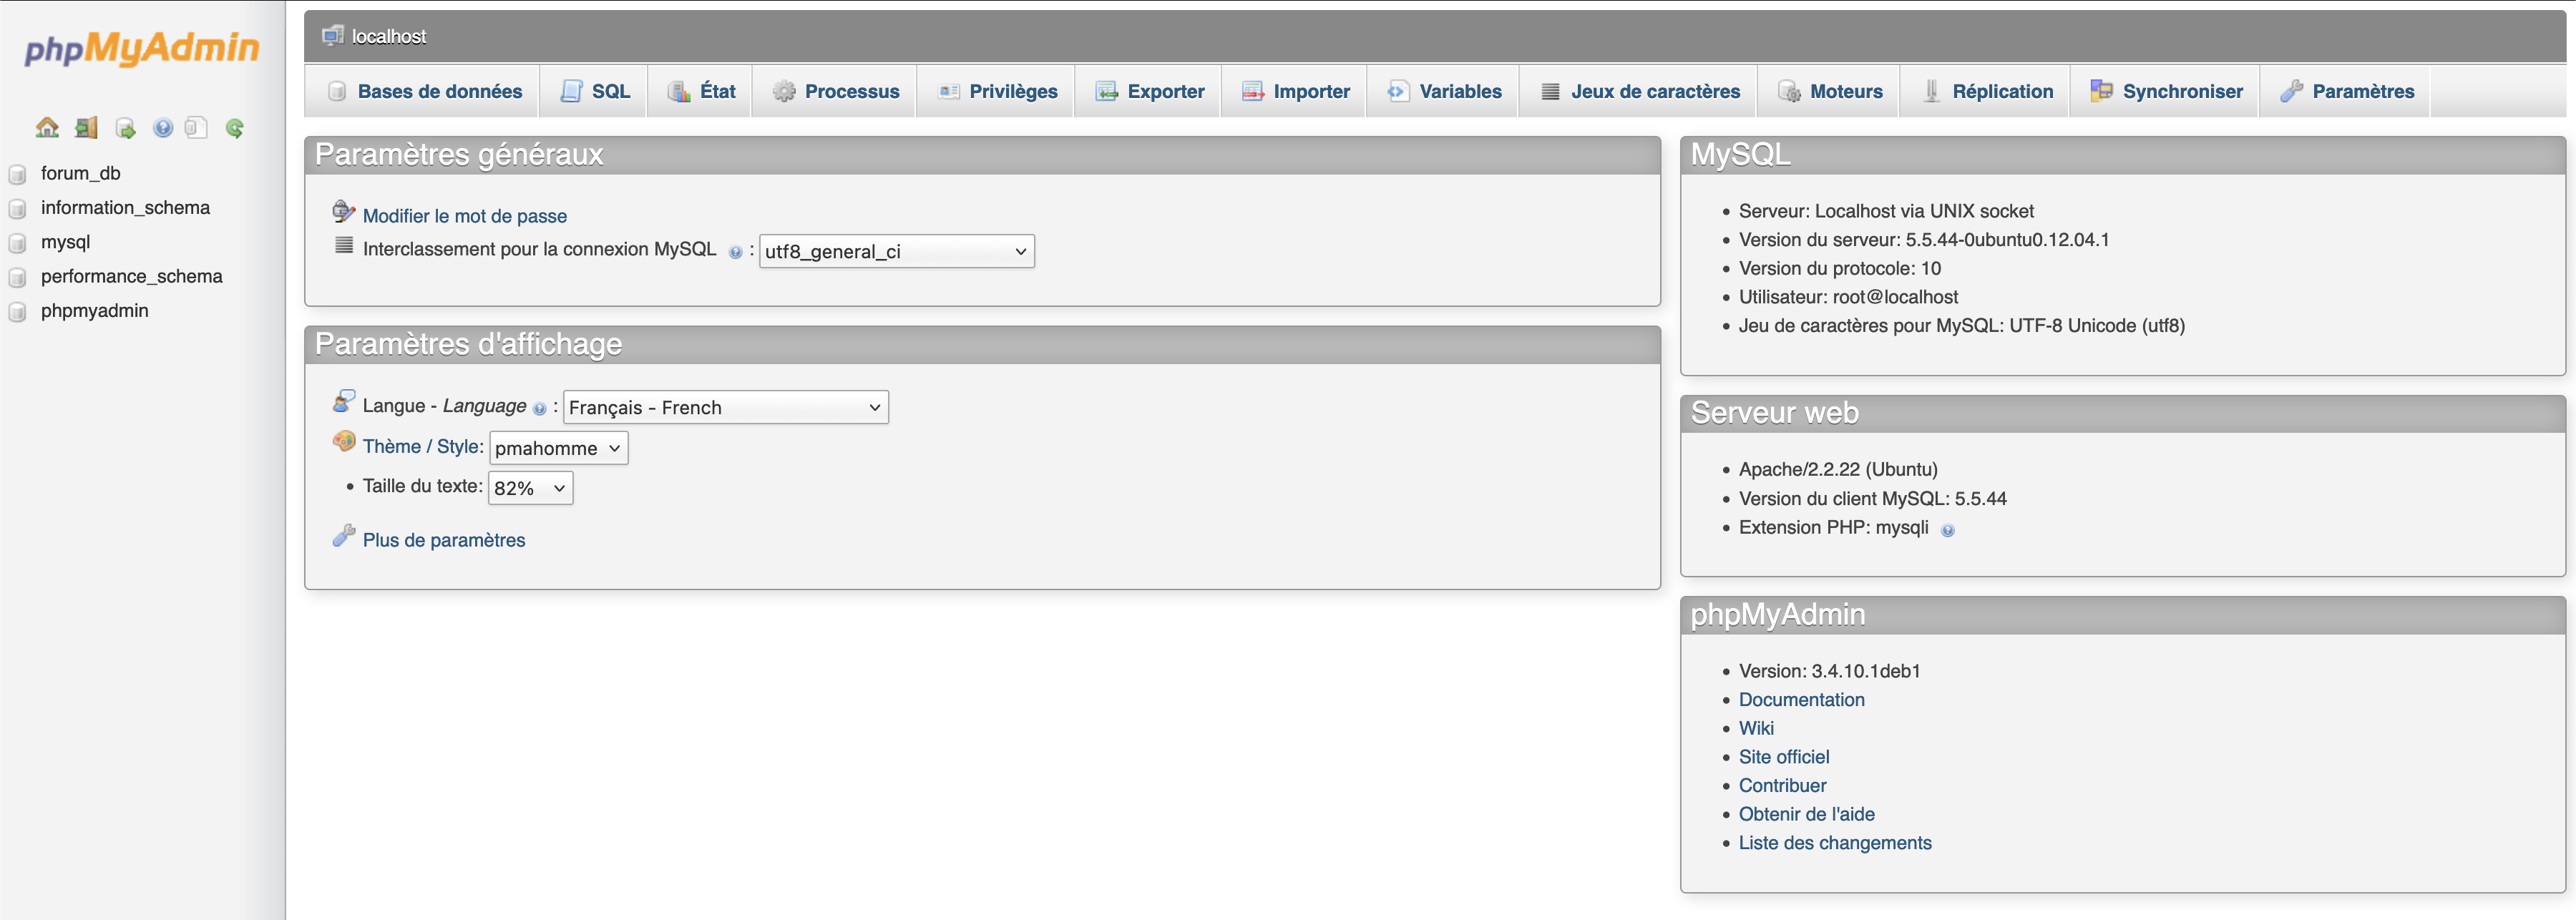 phpMyAdmin
forum_db
information_schema
mysql
performance_schema
phpmyadmin
localhost
Bases de données
SQL
État
Processus
Privilèges
Exporter
Importer
Variables
Jeux de caractères
Moteurs
Réplication
Synchroniser
Paramètres
Paramètres généraux
Modifier le mot de passe
Interclassement pour la connexion MySQL : utf8_general_ci
Paramètres d'affichage
Langue - Language : Français - French
Thème / Style: pmahomme
• Taille du texte: 82%
Plus de paramètres
MySQL
• Serveur: Localhost via UNIX socket
• Version du serveur: 5.5.44-0ubuntu0.12.04.1
• Version du protocole: 10
• Utilisateur: root@localhost
• Jeu de caractères pour MySQL: UTF-8 Unicode (utf8)
Serveur web
• Apache/2.2.22 (Ubuntu)
• Version du client MySQL: 5.5.44
• Extension PHP: mysqli
phpMyAdmin
• Version: 3.4.10.1deb1
• Documentation
• Wiki
• Site officiel
• Contribuer
• Obtenir de l'aide
• Liste des changements